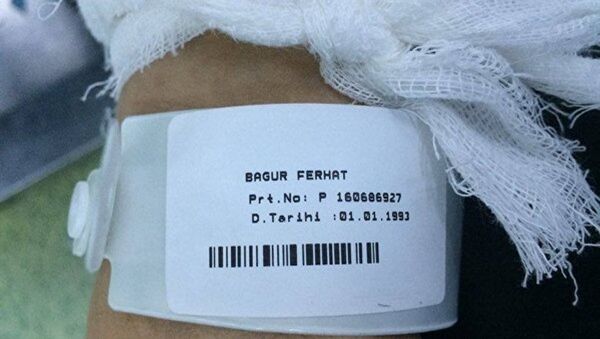 BAGUR FERHAT
Prt.No: P 160686927
D.Tarihi :01.01.1993